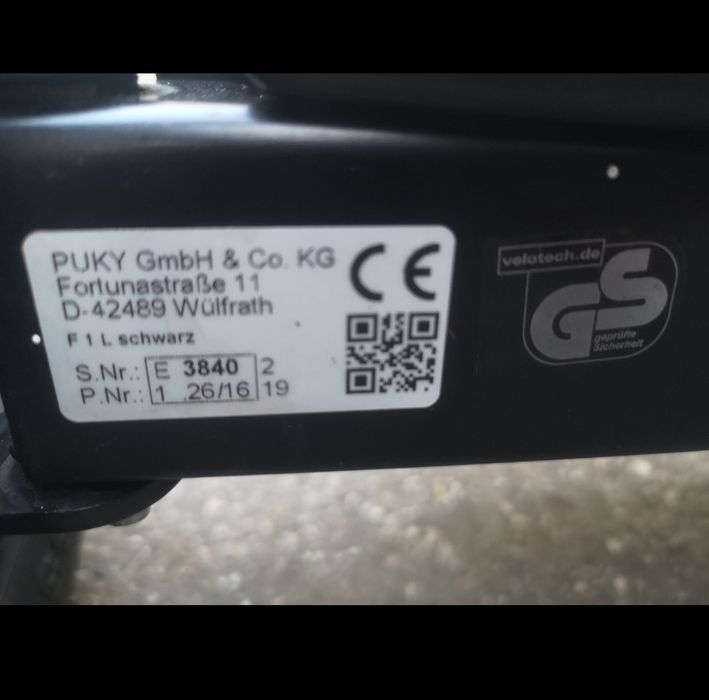 PUKY GmbH & Co. KG
Fortunastraße 11
D-42489 Wülfrath
F 1 L schwarz
S.Nr.: E 3840 2
P.Nr.: 1 .26/16 19
CE
velotech.de
GS
geprüfte
Sicherheit